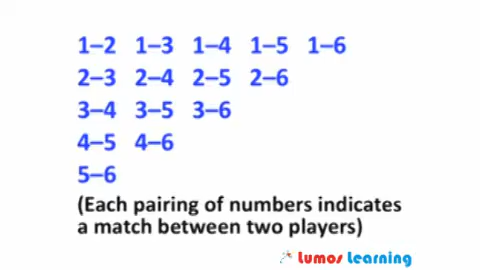 1–2 1–3 1–4 1–5 1–6
2–3 2–4 2–5 2–6
3–4 3–5 3–6
4–5 4–6
5–6
(Each pairing of numbers indicates
a match between two players)
Lumos Learning